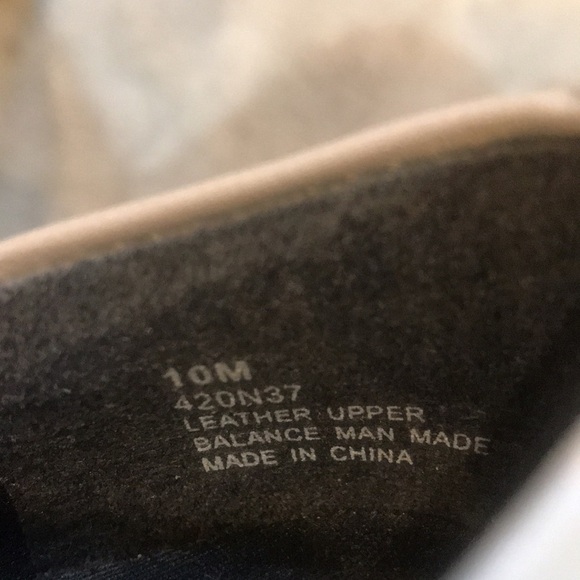 10M
420N37
LEATHER UPPER
BALANCE MAN MADE
MADE IN CHINA